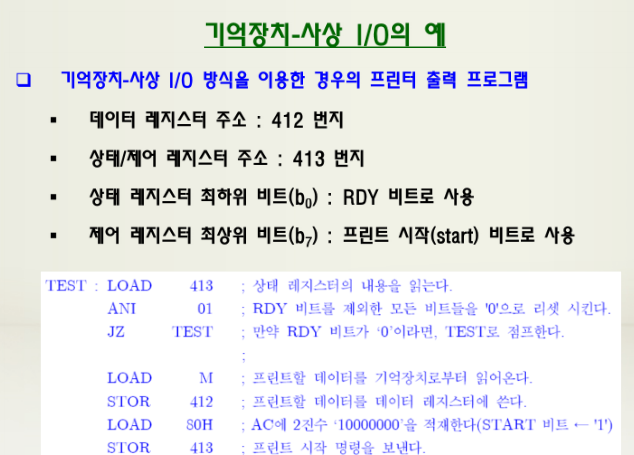 기억장치-사상 I/O의 예
❑ 기억장치-사상 I/O 방식을 이용한 경우의 프린터 출력 프로그램
▪ 데이터 레지스터 주소 : 412 번지
▪ 상태/제어 레지스터 주소 : 413 번지
▪ 상태 레지스터 최하위 비트(b₀) : RDY 비트로 사용
▪ 제어 레지스터 최상위 비트(b₇) : 프린트 시작(start) 비트로 사용
TEST : LOAD 413 ; 상태 레지스터의 내용을 읽는다.
ANI 01 ; RDY 비트를 제외한 모든 비트들을 '0'으로 리셋 시킨다.
JZ TEST ; 만약 RDY 비트가 '0'이라면, TEST로 점프한다.
;
LOAD M ; 프린트할 데이터를 기억장치로부터 읽어온다.
STOR 412 ; 프린트할 데이터를 데이터 레지스터에 쓴다.
LOAD 80H ; AC에 2진수 '10000000'을 적재한다(START 비트 ← '1')
STOR 413 ; 프린트 시작 명령을 보낸다.